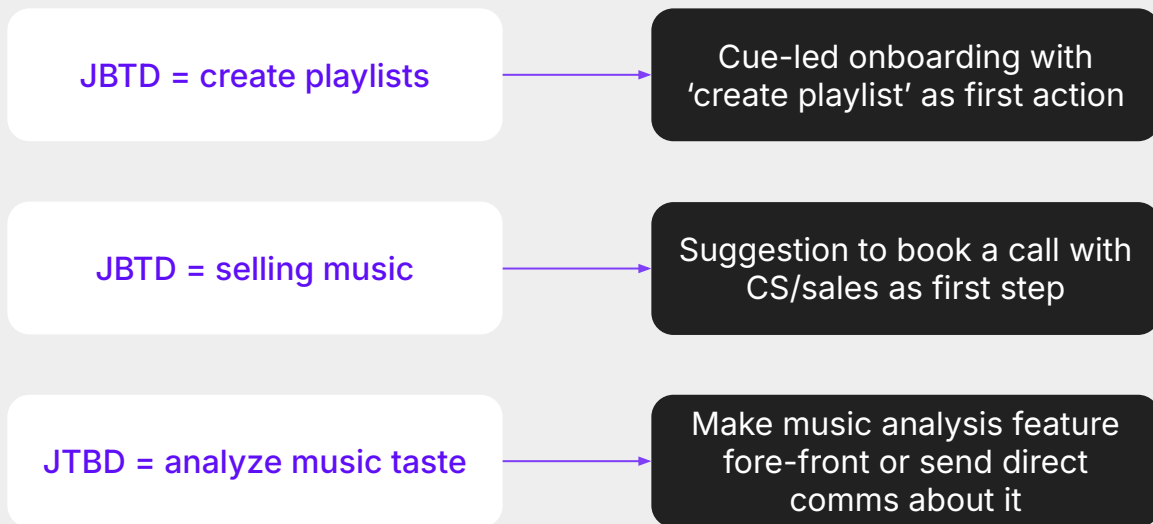 JBTD = create playlists
Cue-led onboarding with
‘create playlist’ as first action
JBTD = selling music
Suggestion to book a call with
CS/sales as first step
JTBD = analyze music taste
Make music analysis feature
fore-front or send direct
comms about it